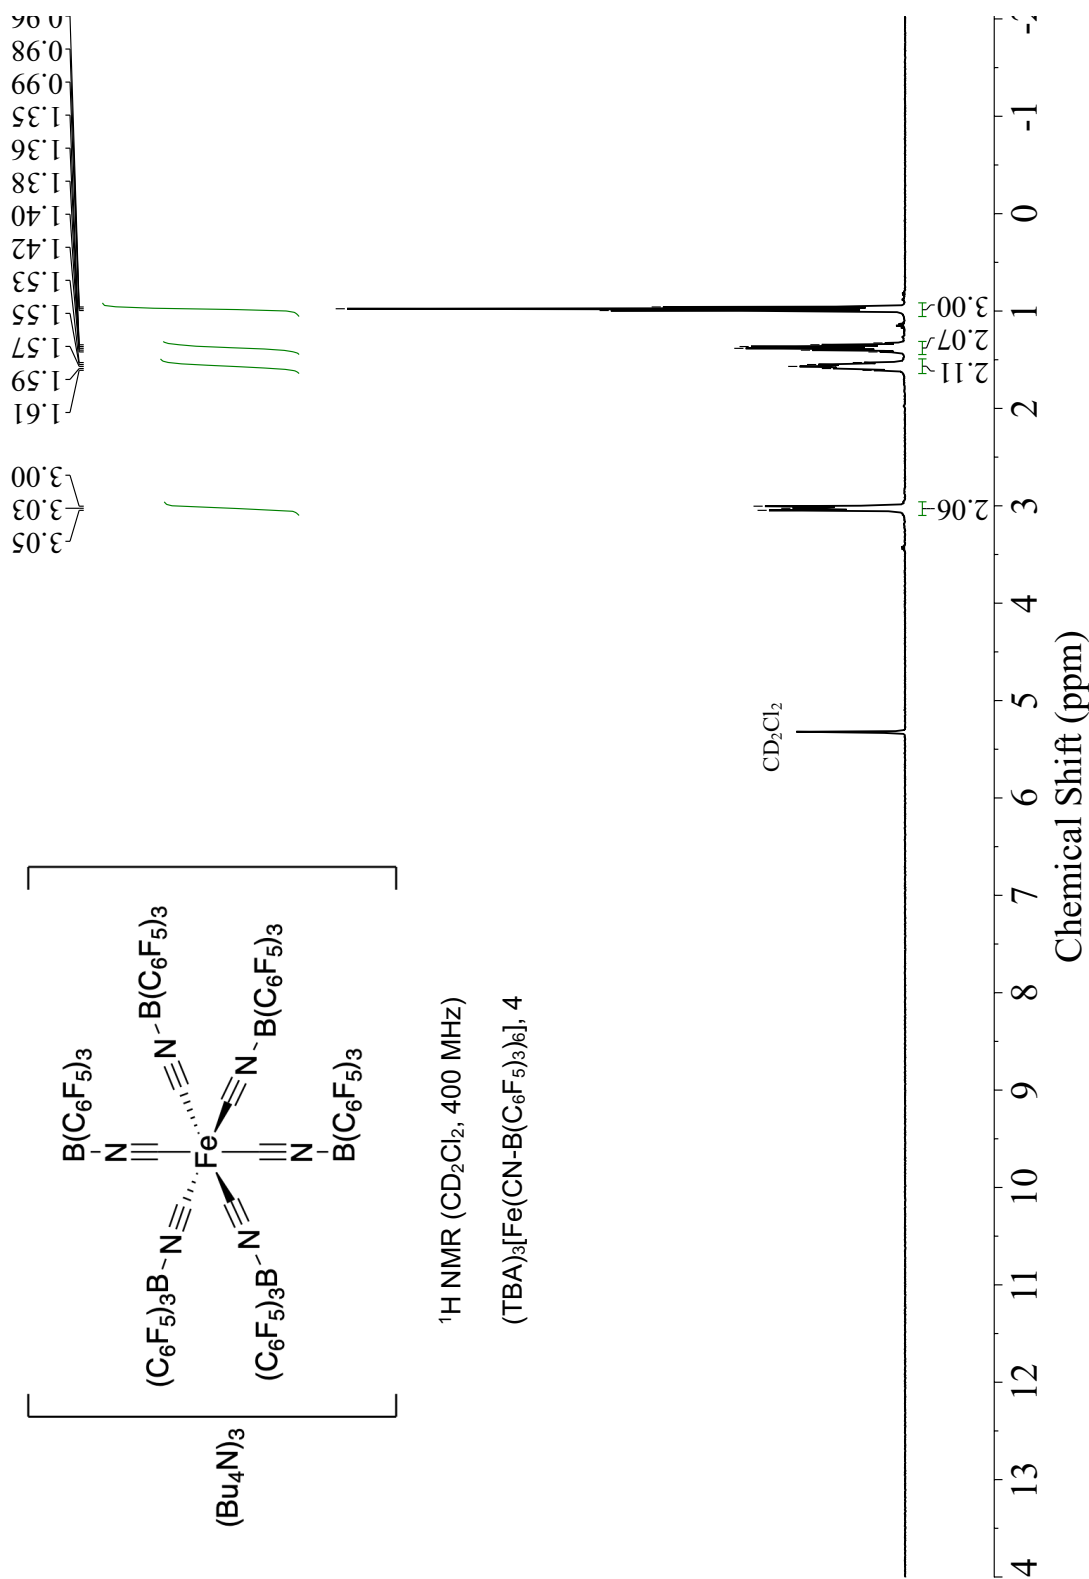 (Bu₄N)₃
B(C₆F₅)₃
(C₆F₅)₃B
N
N
B(C₆F₅)₃
Fe
(C₆F₅)₃B
N
N
B(C₆F₅)₃
N
N
B(C₆F₅)₃
¹H NMR (CD₂Cl₂, 400 MHz)
(TBA)₃[Fe(CN-B(C₆F₅)₃)₆], 4
3.05
3.03
3.00
1.61
1.59
1.57
1.55
1.53
1.42
1.40
1.38
1.36
1.35
0.99
0.98
0.96
CD₂Cl₂
2.06
2.11
2.07
3.00
4 13 12 11 10 9 8 7 6 5 4 3 2 1 0 -1
Chemical Shift (ppm)